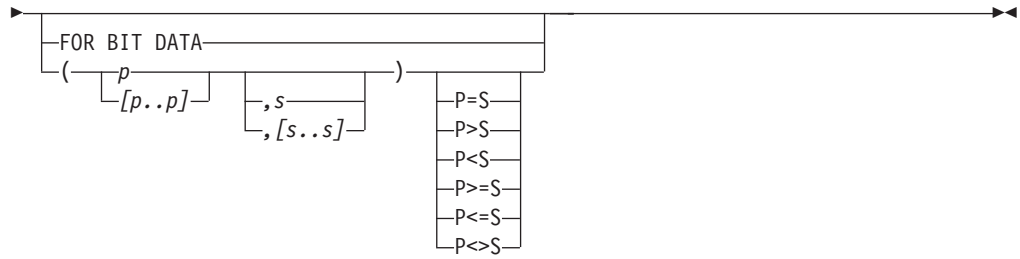 FOR BIT DATA
( p )
[p..p] ,s P=S
,[s..s] P>S
P<S
P>=S
P<=S
P<>S